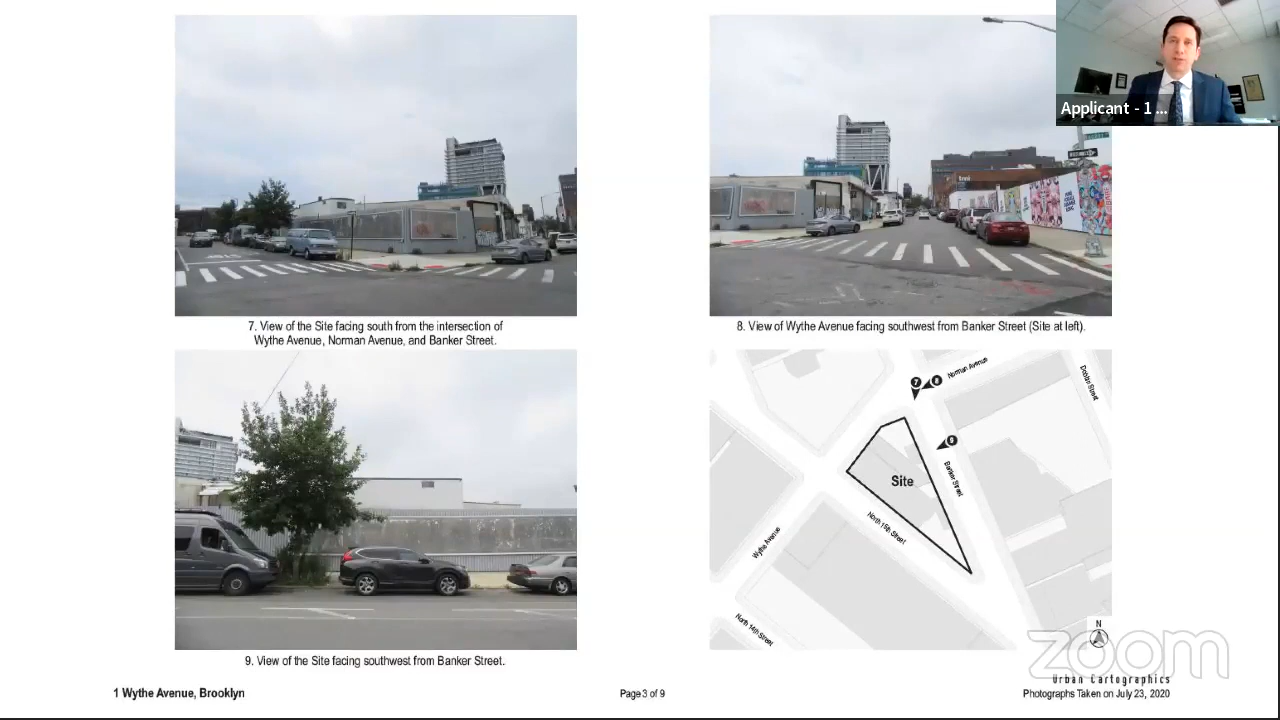 Applicant - 1 ...
7. View of the Site facing south from the intersection of
Wythe Avenue, Norman Avenue, and Banker Street.
8. View of Wythe Avenue facing southwest from Banker Street (Site at left).
7
8
Norman Avenue
Dobbin Street
9
Banker Street
Site
North 15th Street
Wythe Avenue
North 14th Street
N
9. View of the Site facing southwest from Banker Street.
zoom
Urban Cartographics
1 Wythe Avenue, Brooklyn
Page 3 of 9
Photographs Taken on July 23, 2020